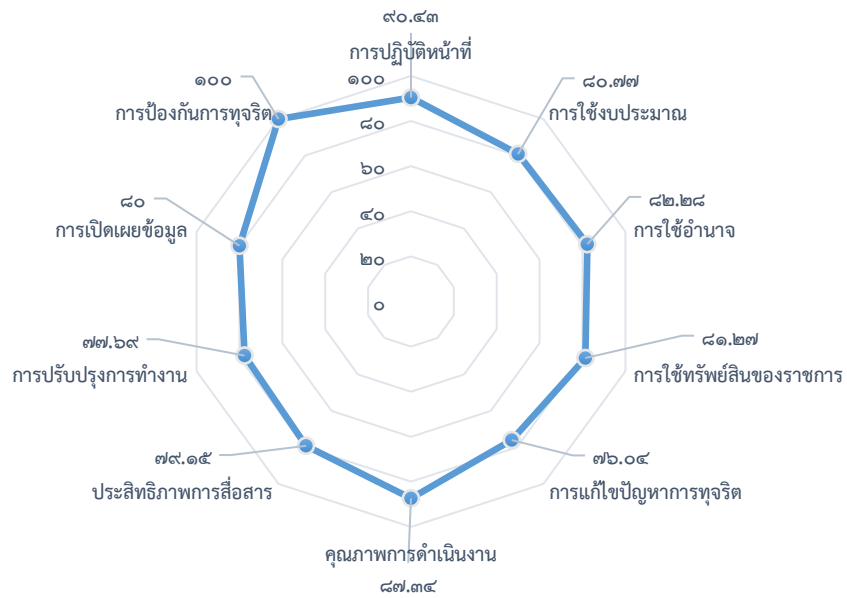 ๙๐.๔๓
การปฏิบัติหน้าที่
๘๐.๗๗
การใช้งบประมาณ
๘๒.๒๘
การใช้อำนาจ
๘๑.๒๗
การใช้ทรัพย์สินของราชการ
๗๖.๐๔
การแก้ไขปัญหาการทุจริต
คุณภาพการดำเนินงาน
๘๗.๓๔
๗๙.๑๕
ประสิทธิภาพการสื่อสาร
๗๗.๖๙
การปรับปรุงการทำงาน
๘๐
การเปิดเผยข้อมูล
๑๐๐
การป้องกันการทุจริต
๑๐๐
๘๐
๖๐
๔๐
๒๐
๐